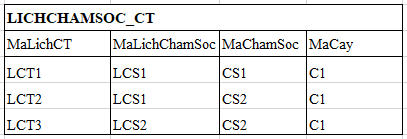 LICHCHAMSOC_CT
MaLichCT MaLichChamSoc MaChamSoc MaCay
LCT1 LCS1 CS1 C1
LCT2 LCS1 CS2 C1
LCT3 LCS2 CS2 C1